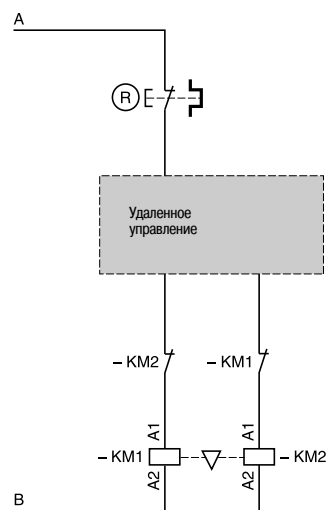 A
R
Удаленное
управление
– KM2
– KM1
A1
A1
– KM1
– KM2
A2
A2
B